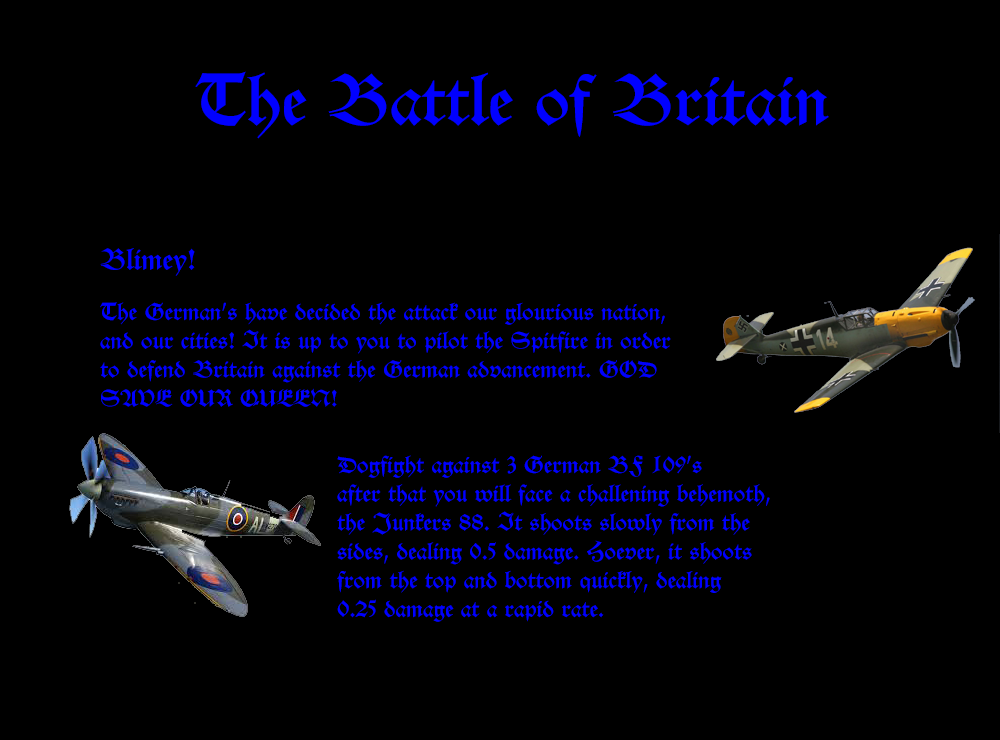 The Battle of Britain
Blimey!
The German's have decided the attack our glourious nation,
and our cities! It is up to you to pilot the Spitfire in order
to defend Britain against the German advancement. GOD
SAVE OUR QUEEN!
Dogfight against 3 German BF 109's
after that you will face a challening behemoth,
the Junkers 88. It shoots slowly from the
sides, dealing 0.5 damage. Hoever, it shoots
from the top and bottom quickly, dealing
0.25 damage at a rapid rate.
14
AI